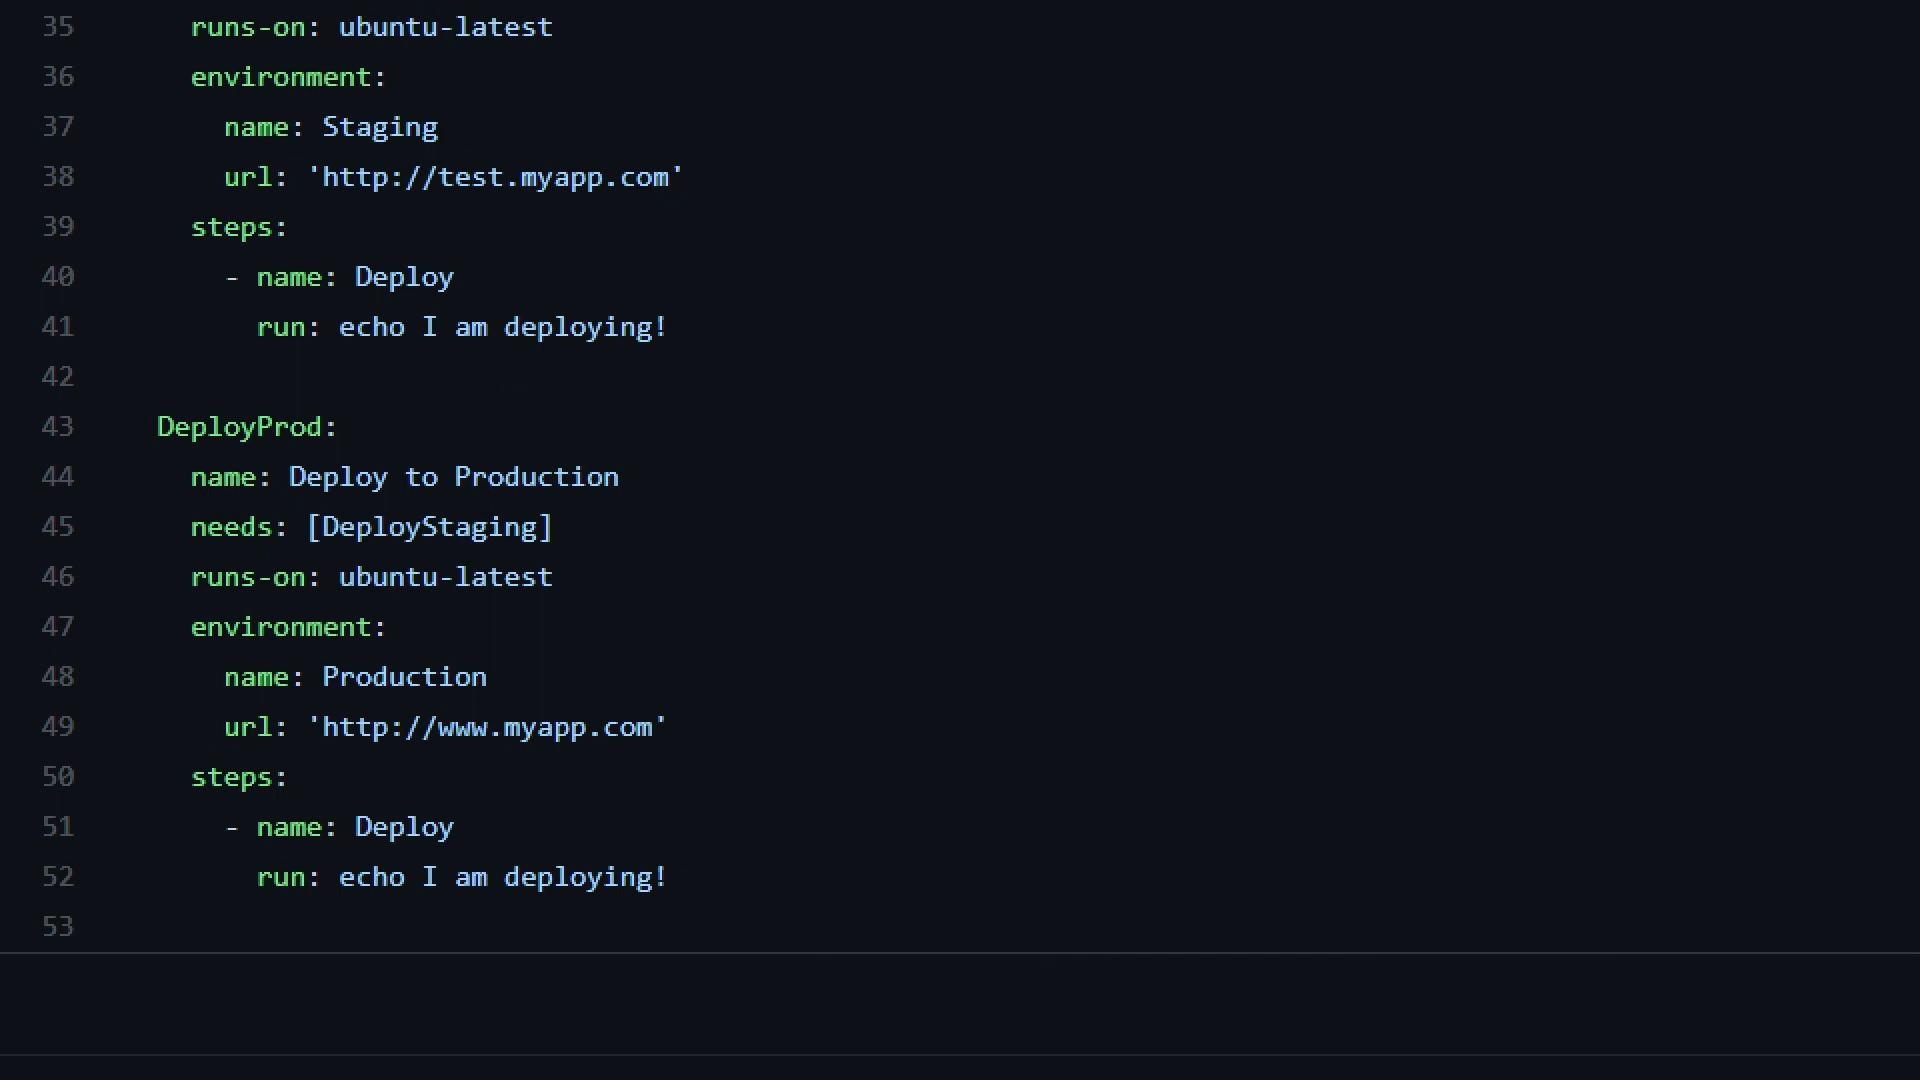 35 runs-on: ubuntu-latest
36 environment:
37 name: Staging
38 url: 'http://test.myapp.com'
39 steps:
40 - name: Deploy
41 run: echo I am deploying!
42
43 DeployProd:
44 name: Deploy to Production
45 needs: [DeployStaging]
46 runs-on: ubuntu-latest
47 environment:
48 name: Production
49 url: 'http://www.myapp.com'
50 steps:
51 - name: Deploy
52 run: echo I am deploying!
53